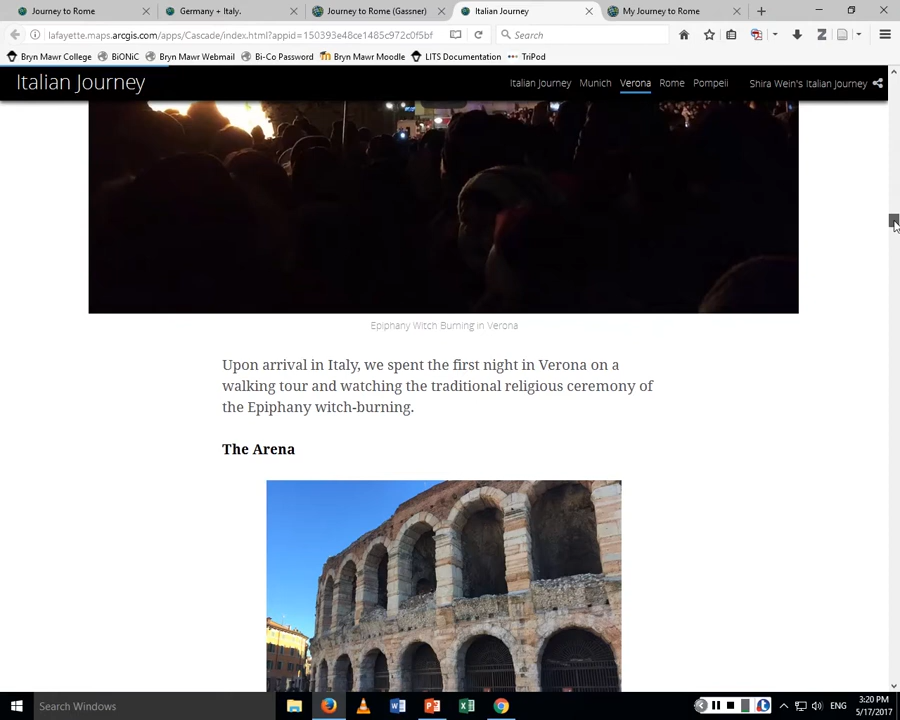 Journey to Rome
Germany + Italy.
Journey to Rome (Gassner)
Italian Journey
My Journey to Rome
lafayette.maps.arcgis.com/apps/Cascade/index.html?appid=150393e48ce1485c972c0f5bf
Search
Bryn Mawr College
BiONiC
Bryn Mawr Webmail
Bi-Co Password
Bryn Mawr Moodle
LITS Documentation
TriPod
Italian Journey
Italian Journey
Munich
Verona
Rome
Pompeii
Shira Wein's Italian Journey
Epiphany Witch Burning in Verona
Upon arrival in Italy, we spent the first night in Verona on a
walking tour and watching the traditional religious ceremony of
the Epiphany witch-burning.
The Arena
Search Windows
ENG
3:20 PM
5/17/2017